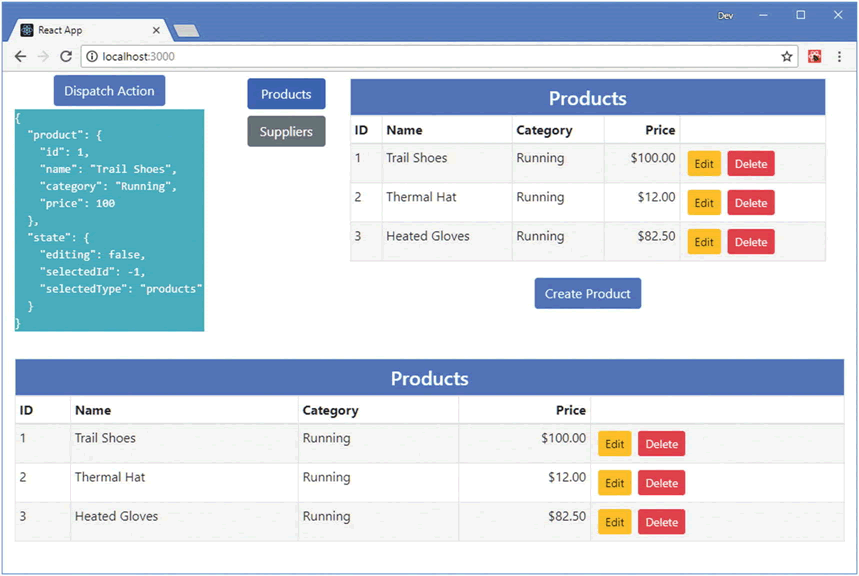 Dev
React App
localhost:3000
Dispatch Action
{
"product": {
"id": 1,
"name": "Trail Shoes",
"category": "Running",
"price": 100
},
"state": {
"editing": false,
"selectedId": -1,
"selectedType": "products"
}
}
Products
Suppliers
Products
ID Name Category Price
1 Trail Shoes Running $100.00 Edit Delete
2 Thermal Hat Running $12.00 Edit Delete
3 Heated Gloves Running $82.50 Edit Delete
Create Product
Products
ID Name Category Price
1 Trail Shoes Running $100.00 Edit Delete
2 Thermal Hat Running $12.00 Edit Delete
3 Heated Gloves Running $82.50 Edit Delete